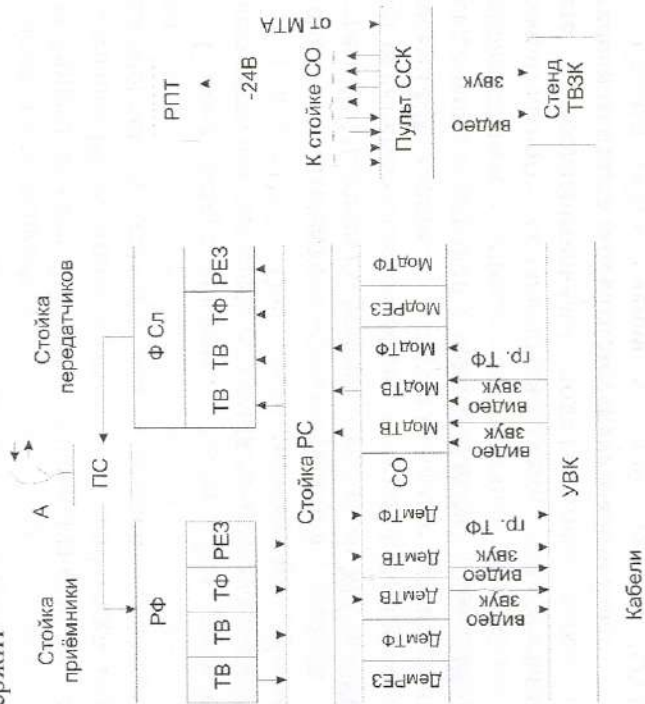 ержит
Стойка
приёмники
А
Стойка
передатчиков
ПС
РФ
ТВ
ТВ
ТФ
РЕЗ
Ф Сл
ТВ
ТВ
ТФ
РЕЗ
Стойка РС
ДемРЕЗ
ДемТФ
ДемТВ
ДемТВ
ДемТФ
СО
МодТВ
МодТВ
МодТФ
МодРЕЗ
МодТФ
видео
звук
видео
звук
гр. ТФ
видео
звук
видео
звук
гр. ТФ
УВК
Кабели
РПТ
-24В
К стойке СО
от МТА
Пульт ССК
видео
звук
Стенд
ТВЗК